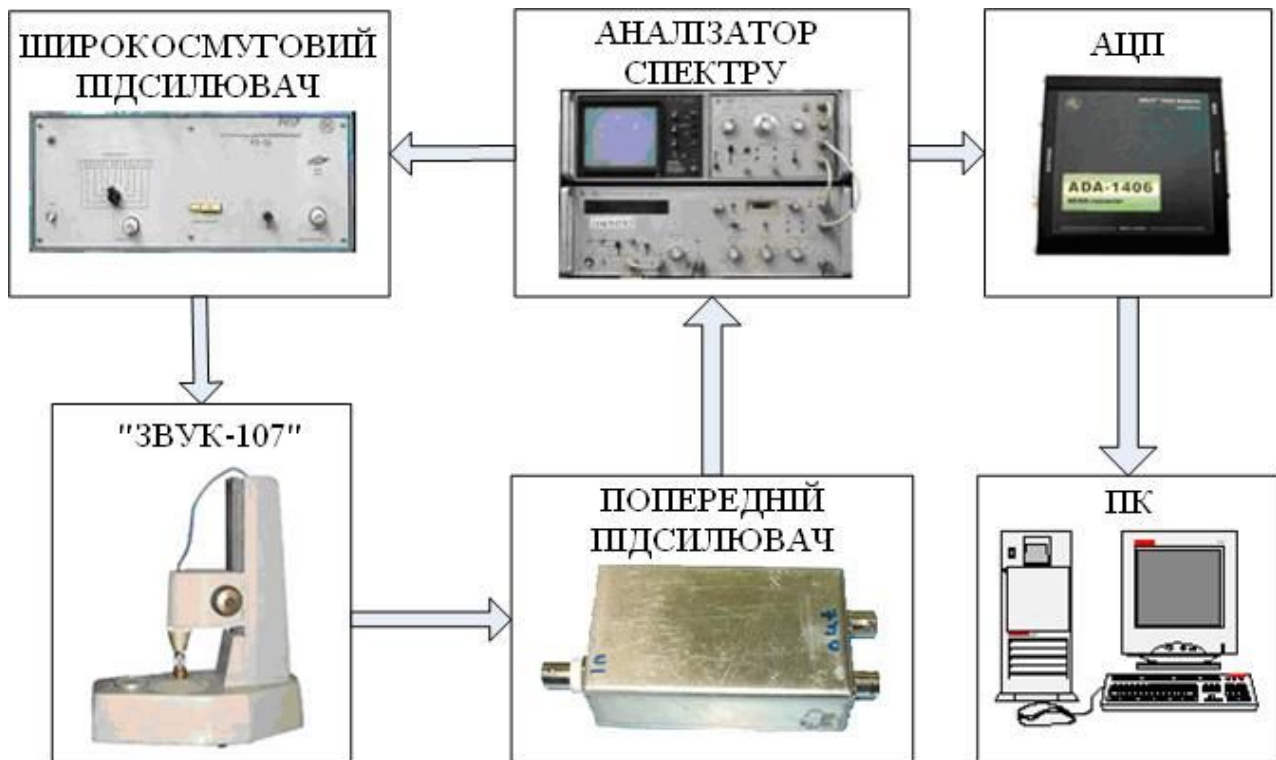 ШИРОКОСМУГОВИЙ
ПІДСИЛЮВАЧ
АНАЛІЗАТОР
СПЕКТРУ
АЦП
ADA-1406
"ЗВУК-107"
ПОПЕРЕДНІЙ
ПІДСИЛЮВАЧ
In
out
ПК